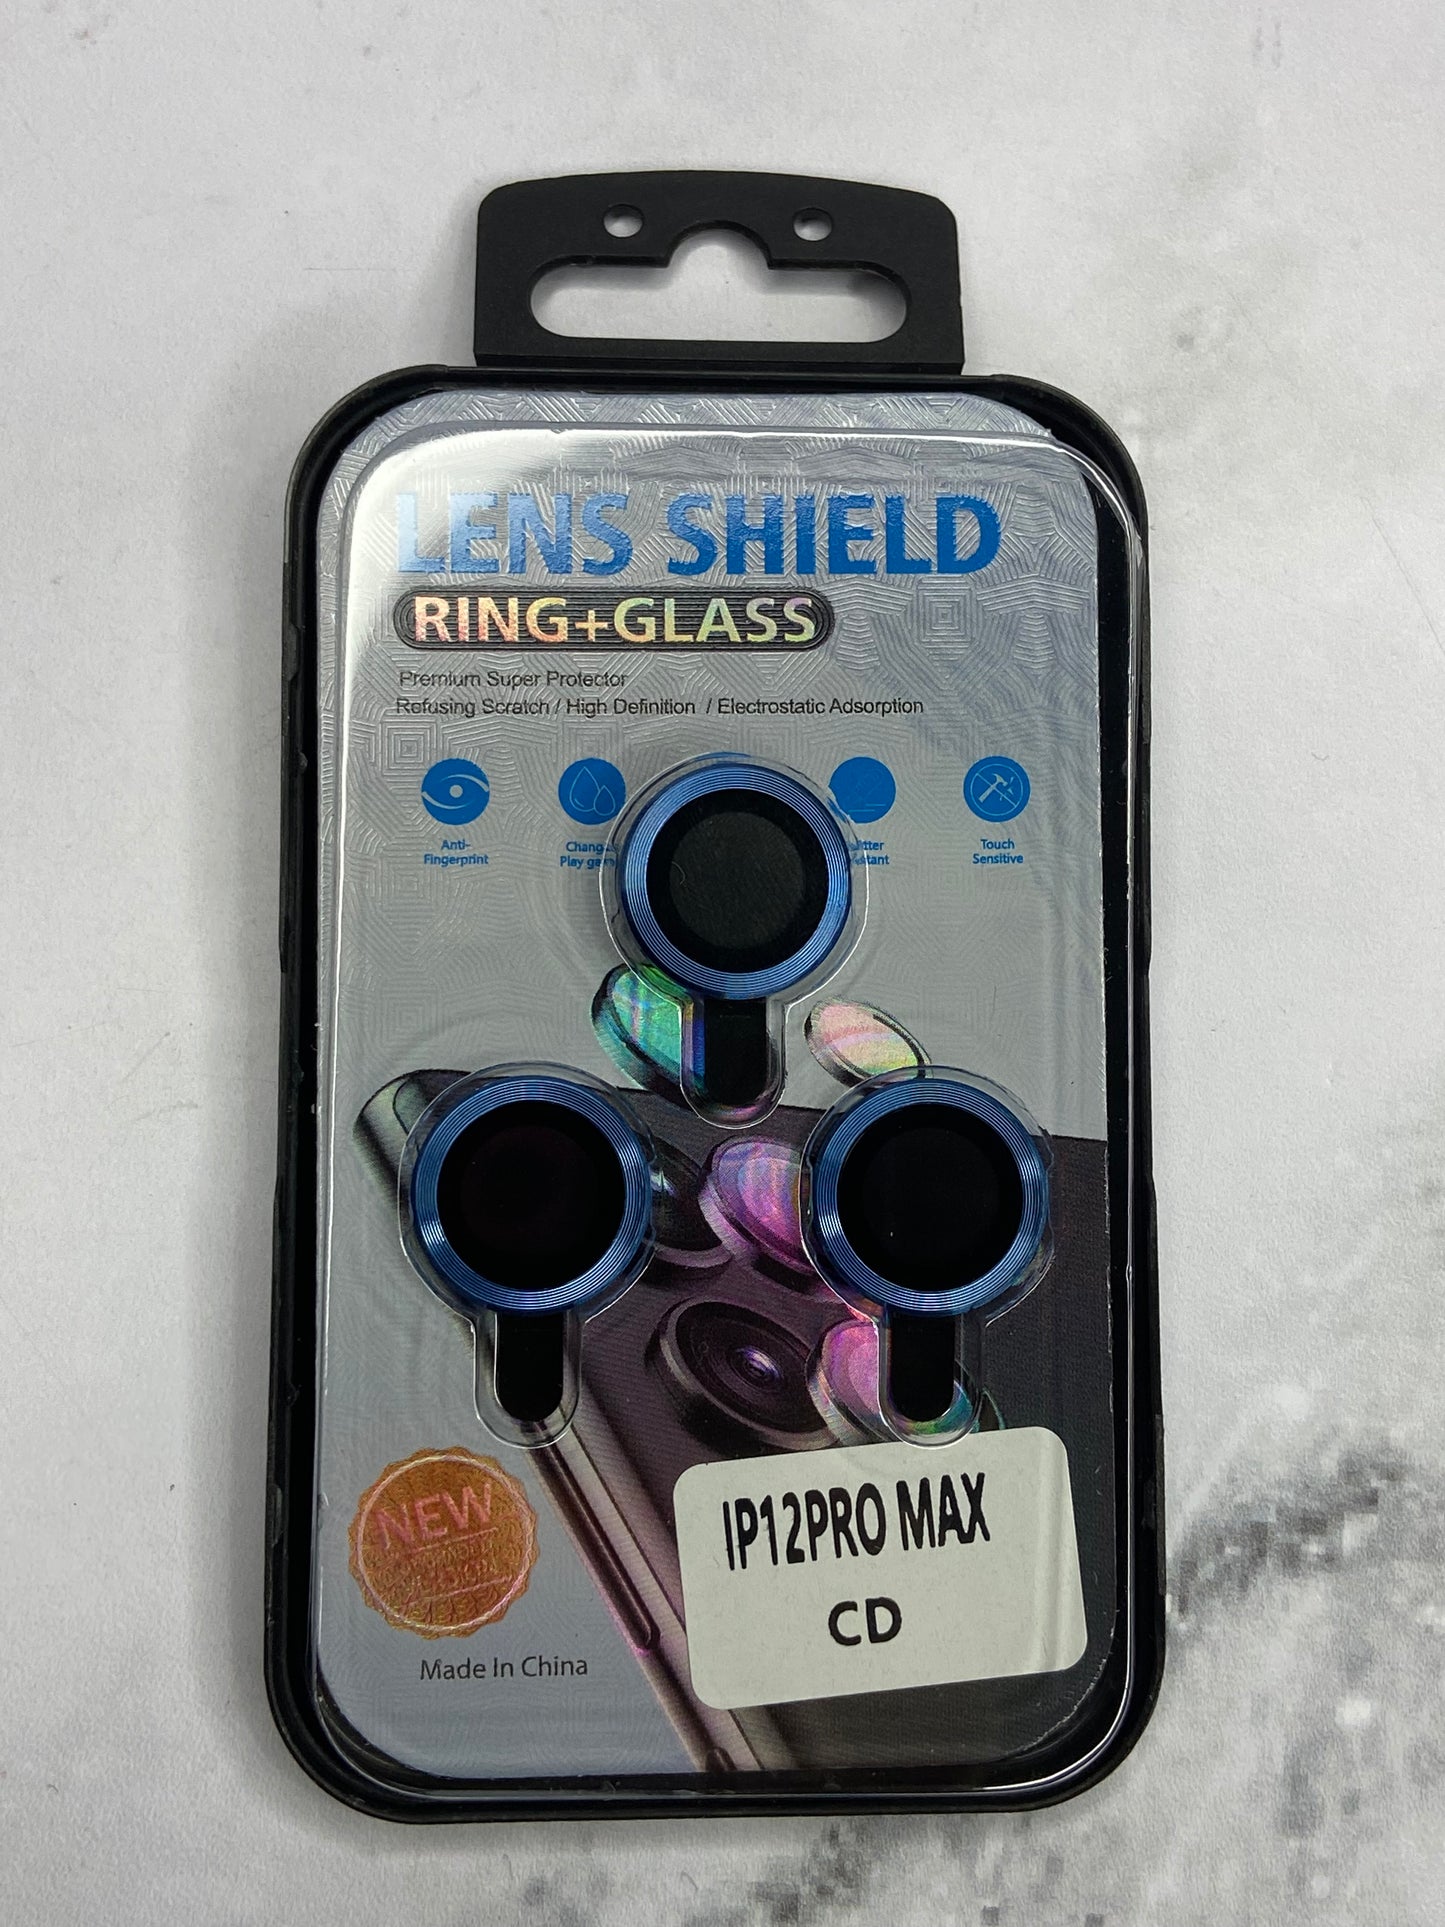 LENS SHIELD
RING+GLASS
Premium Super Protector
Refusing Scratch / High Definition / Electrostatic Adsorption
Anti-
Fingerprint
Play
Touch
Sensitive
NEW
IP12PRO MAX
CD
Made In China